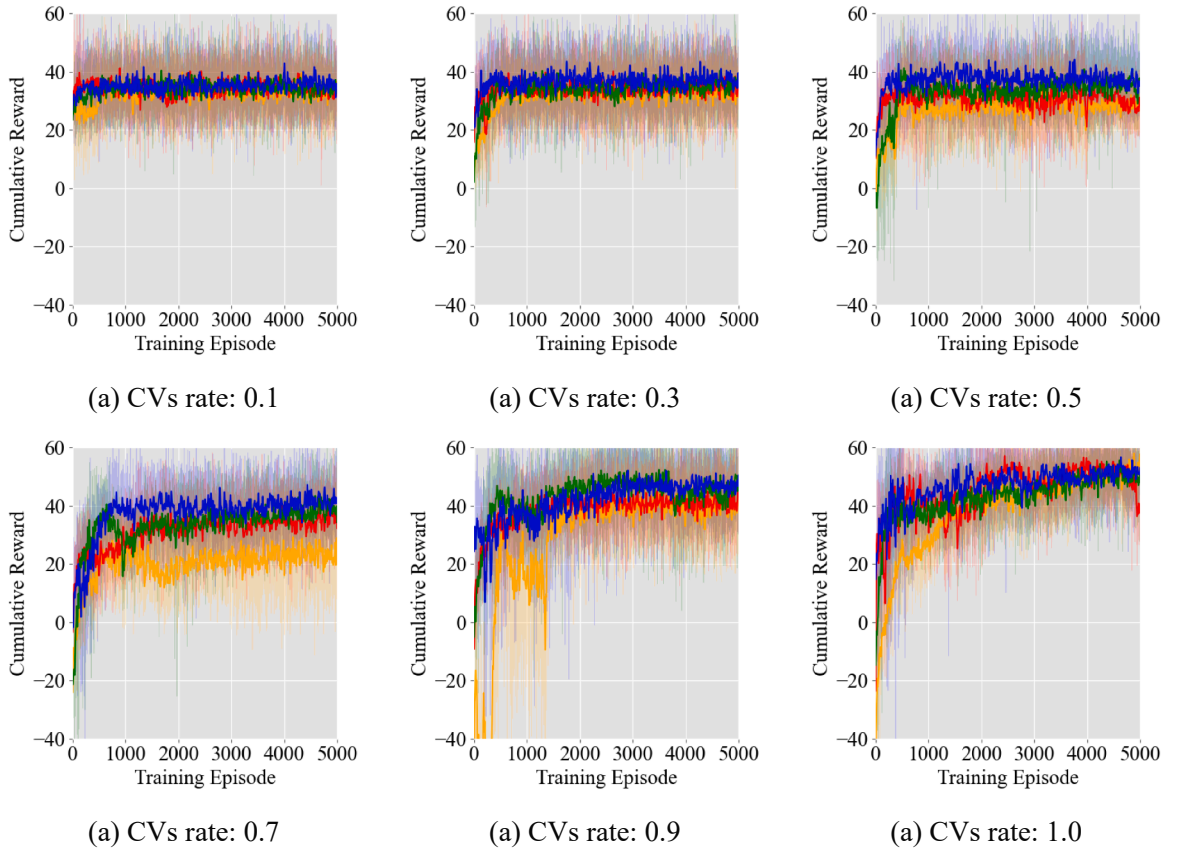 60
40
20
0
−20
−40
Cumulative Reward
0 1000 2000 3000 4000 5000
Training Episode
(a) CVs rate: 0.1
60
40
20
0
−20
−40
Cumulative Reward
0 1000 2000 3000 4000 5000
Training Episode
(a) CVs rate: 0.3
60
40
20
0
−20
−40
Cumulative Reward
0 1000 2000 3000 4000 5000
Training Episode
(a) CVs rate: 0.5
60
40
20
0
−20
−40
Cumulative Reward
0 1000 2000 3000 4000 5000
Training Episode
(a) CVs rate: 0.7
60
40
20
0
−20
−40
Cumulative Reward
0 1000 2000 3000 4000 5000
Training Episode
(a) CVs rate: 0.9
60
40
20
0
−20
−40
Cumulative Reward
0 1000 2000 3000 4000 5000
Training Episode
(a) CVs rate: 1.0